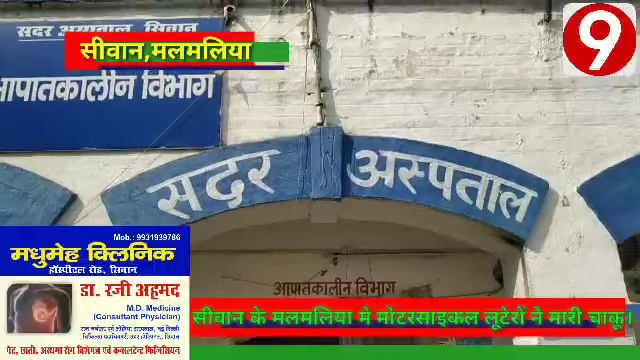 सदर अस्पताल, सिवान
सीवान,मलमलिया
आपातकालीन विभाग
9
सदर अस्पताल
आपातकालीन विभाग
Mob.: 9931939786
मधुमेह क्लिनिक
हॉस्पीटल रोड, सिवान
डा. रजी अहमद
M.D. Medicine
(Consultant Physician)
पेट, छाती, अस्थमा रोग विशेषज्ञ एवं कन्सलटेन्ट फिजिसियन
सीवान के मलमलिया मे मोटरसाइकल लूटेरों ने मारी चाकू।